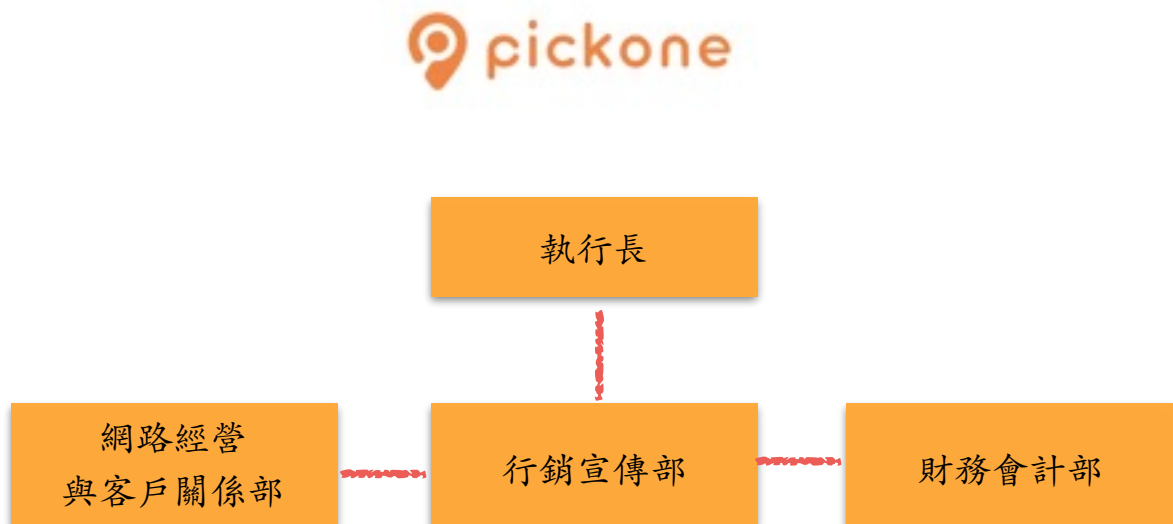 pickone
執行長
網路經營
與客戶關係部
行銷宣傳部
財務會計部